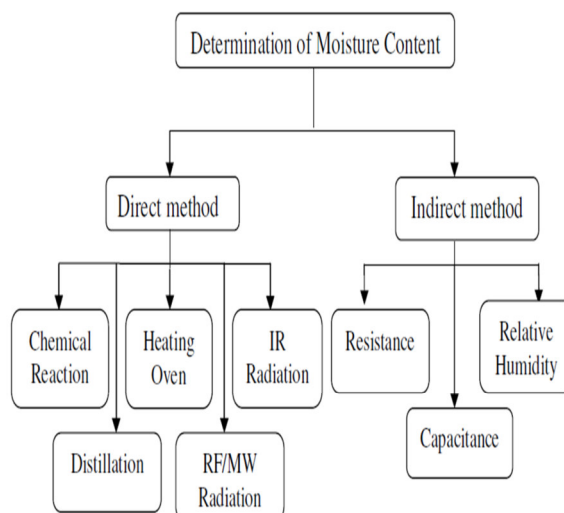 Determination of Moisture Content
Direct method
Indirect method
Chemical
Reaction
Heating
Oven
IR
Radiation
Resistance
Relative
Humidity
Distillation
RF/MW
Radiation
Capacitance